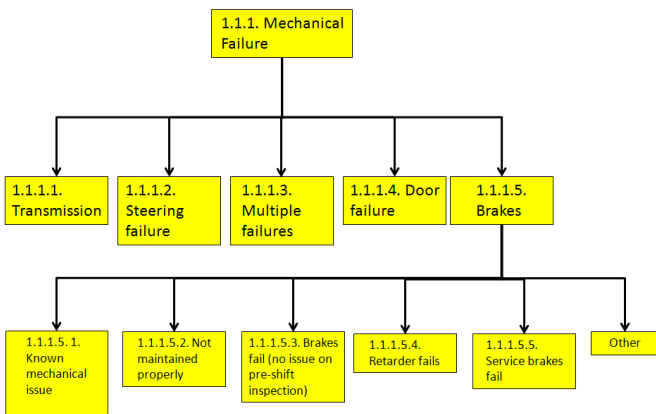 1.1.1. Mechanical
Failure
1.1.1.1.
Transmission
1.1.1.2.
Steering
failure
1.1.1.3.
Multiple
failures
1.1.1.4. Door
failure
1.1.1.5.
Brakes
1.1.1.5. 1.
Known
mechanical
issue
1.1.1.5.2. Not
maintained
properly
1.1.1.5.3. Brakes
fail (no issue on
pre-shift
inspection)
1.1.1.5.4.
Retarder fails
1.1.1.5.5.
Service brakes
fail
Other